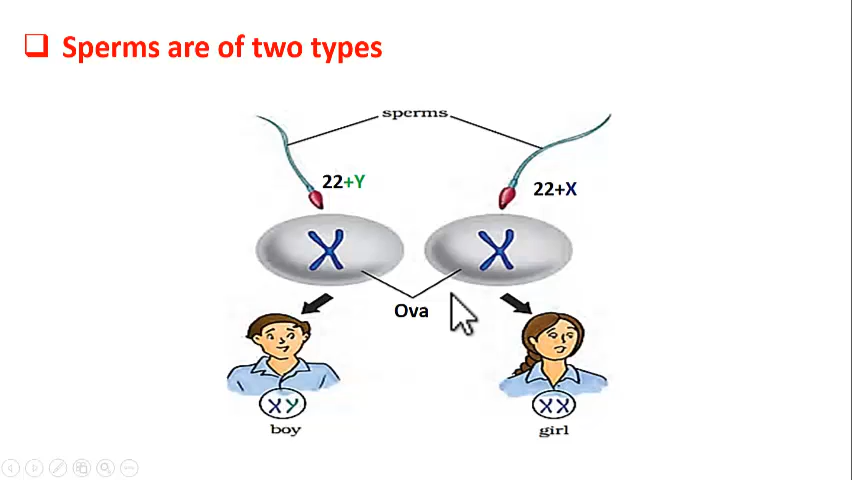 Sperms are of two types
sperms
22+Y
22+X
X
X
Ova
XY
XX
boy
girl